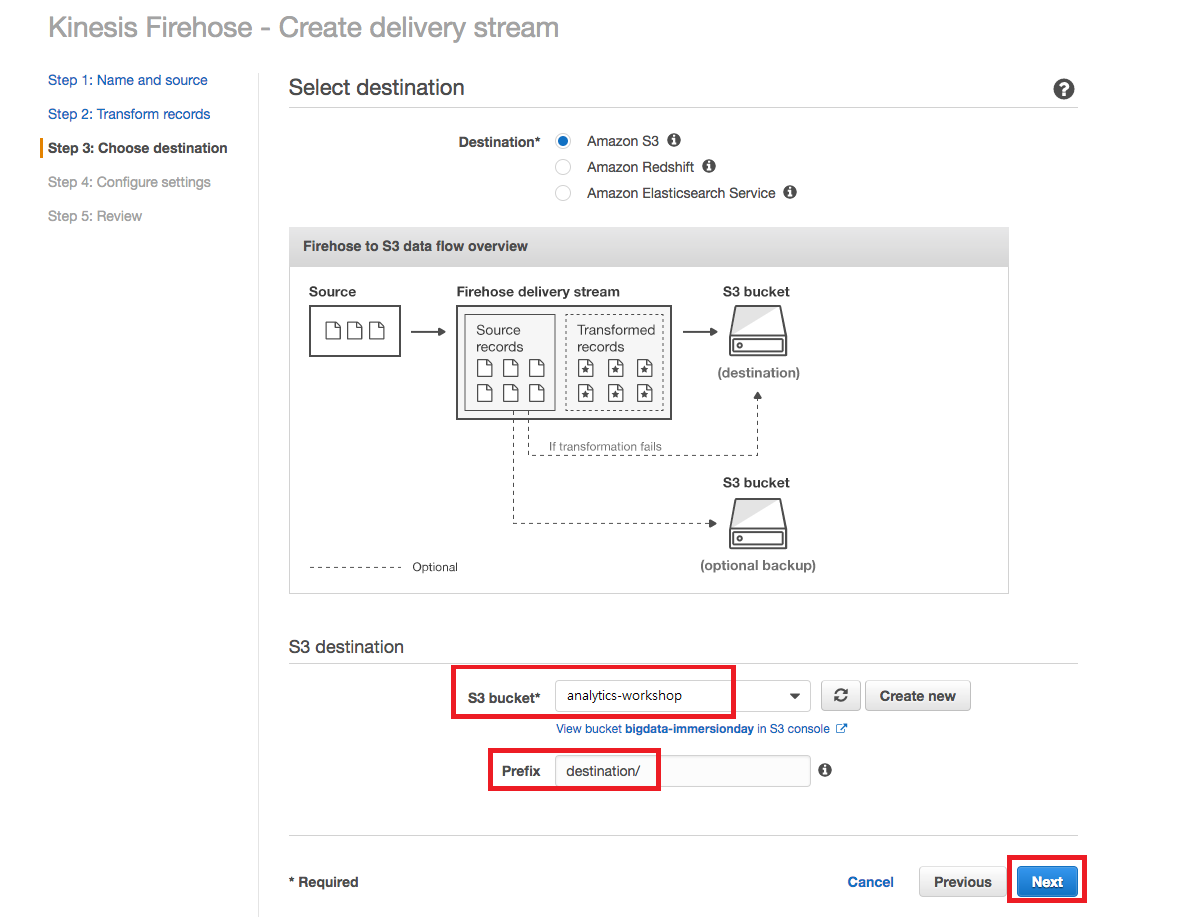 Kinesis Firehose - Create delivery stream
Step 1: Name and source
Step 2: Transform records
Step 3: Choose destination
Step 4: Configure settings
Step 5: Review
Select destination
Destination*
Amazon S3
Amazon Redshift
Amazon Elasticsearch Service
Firehose to S3 data flow overview
Source
Firehose delivery stream
S3 bucket
Source
records
Transformed
records
(destination)
If transformation fails
S3 bucket
(optional backup)
Optional
S3 destination
S3 bucket* analytics-workshop
Create new
View bucket bigdata-immersionday in S3 console
Prefix destination/
* Required
Cancel
Previous
Next